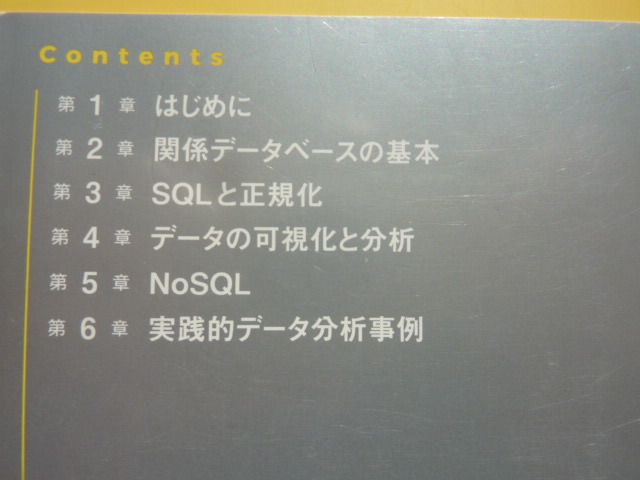 Contents
第1章 はじめに
第2章 関係データベースの基本
第3章 SQLと正規化
第4章 データの可視化と分析
第5章 NoSQL
第6章 実践的データ分析事例